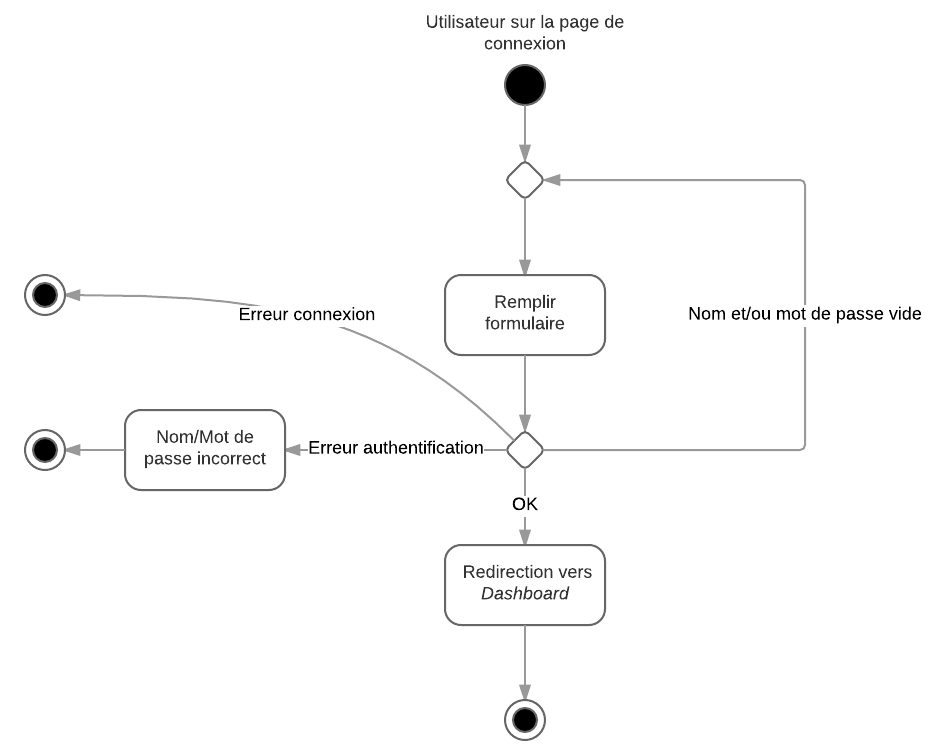 Utilisateur sur la page de
connexion
Remplir
formulaire
Erreur connexion
Nom et/ou mot de passe vide
Nom/Mot de
passe incorrect
Erreur authentification
OK
Redirection vers
Dashboard